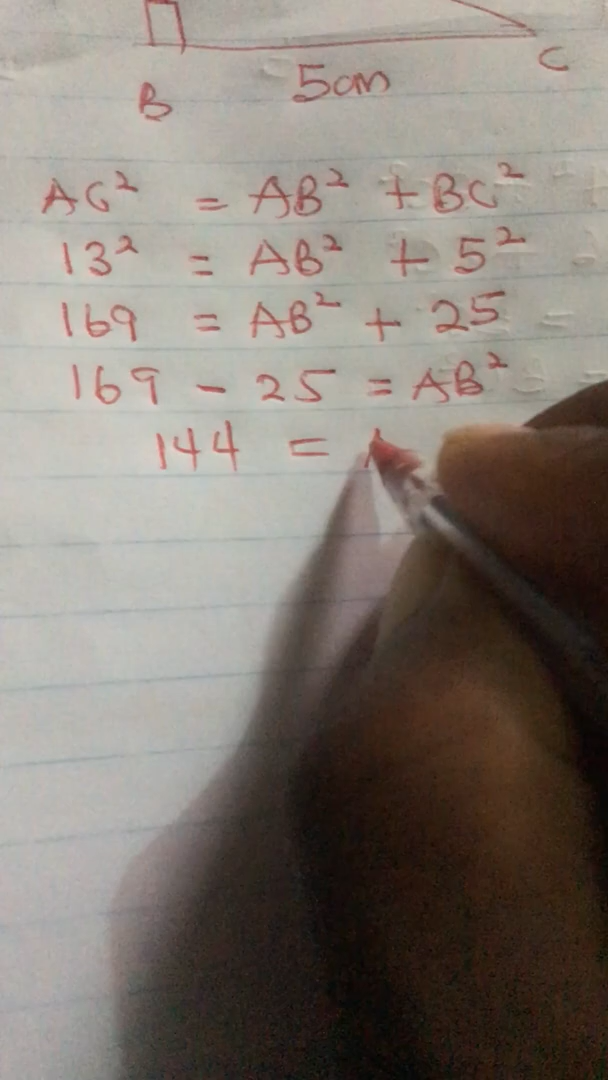 B 5cm C
AC² = AB² + BC²
13² = AB² + 5²
169 = AB² + 25
169 - 25 = AB²
144 =